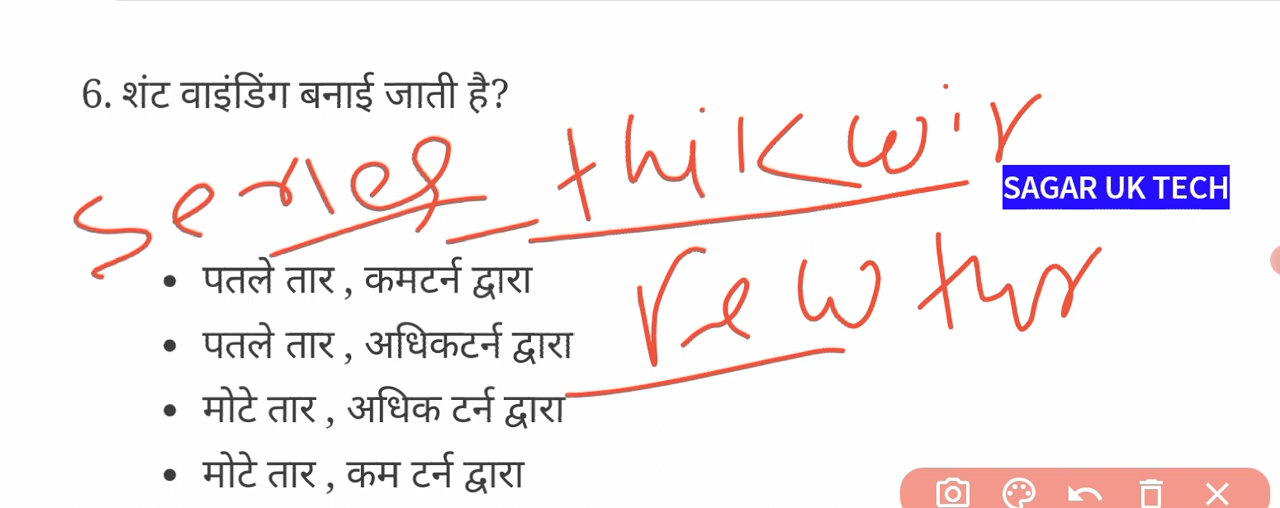 6. शंट वाइंडिंग बनाई जाती है?
series thik wir
SAGAR UK TECH
few tur
• पतले तार , कमटर्न द्वारा
• पतले तार , अधिकटर्न द्वारा
• मोटे तार , अधिक टर्न द्वारा
• मोटे तार , कम टर्न द्वारा